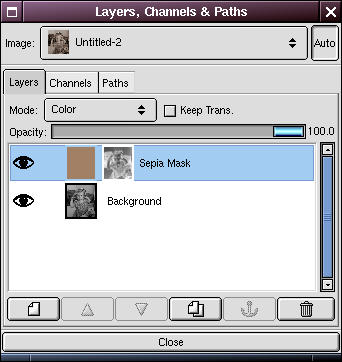 Layers, Channels & Paths
Image: Untitled-2 Auto
Layers Channels Paths
Mode: Color Keep Trans.
Opacity: 100.0
Sepia Mask
Background
Close